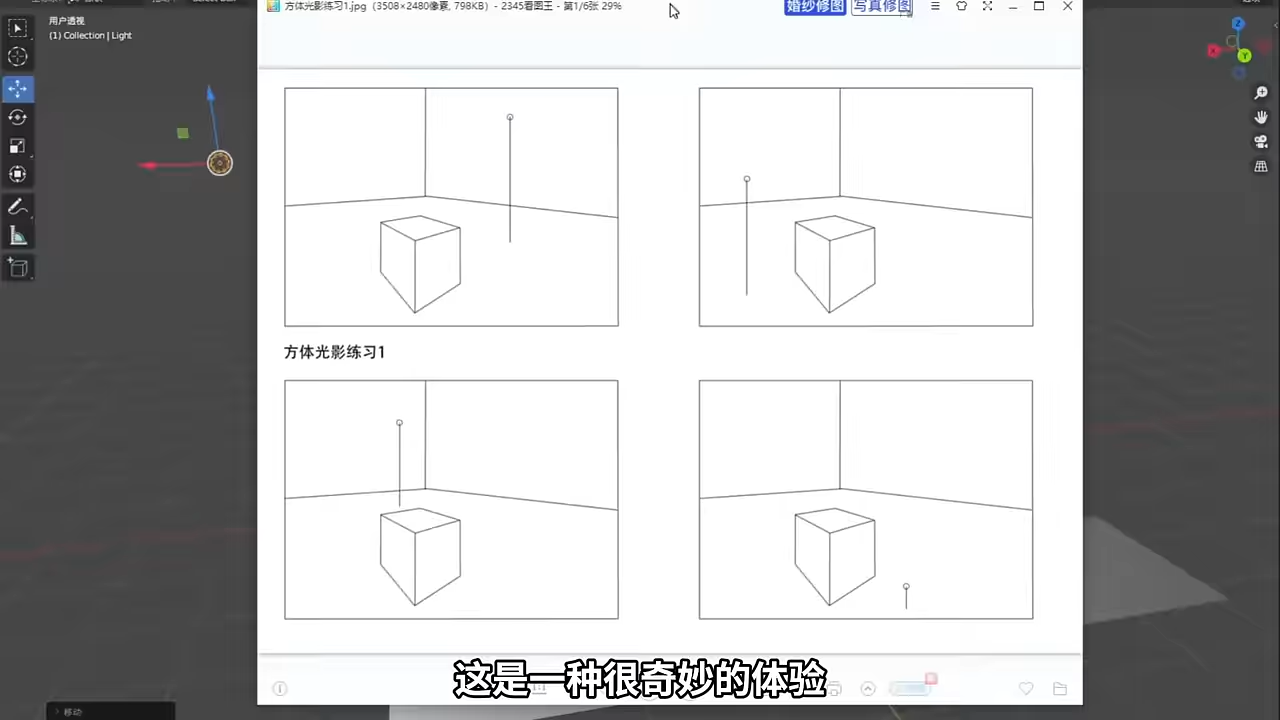 方体光影练习1.jpg（3508×2480像素, 798KB）- 2345看图王 - 第1/6张 29%
婚纱修图
写真修图
用户透视
(1) Collection | Light
Z
X
Y
方体光影练习1
这是一种很奇妙的体验
移动